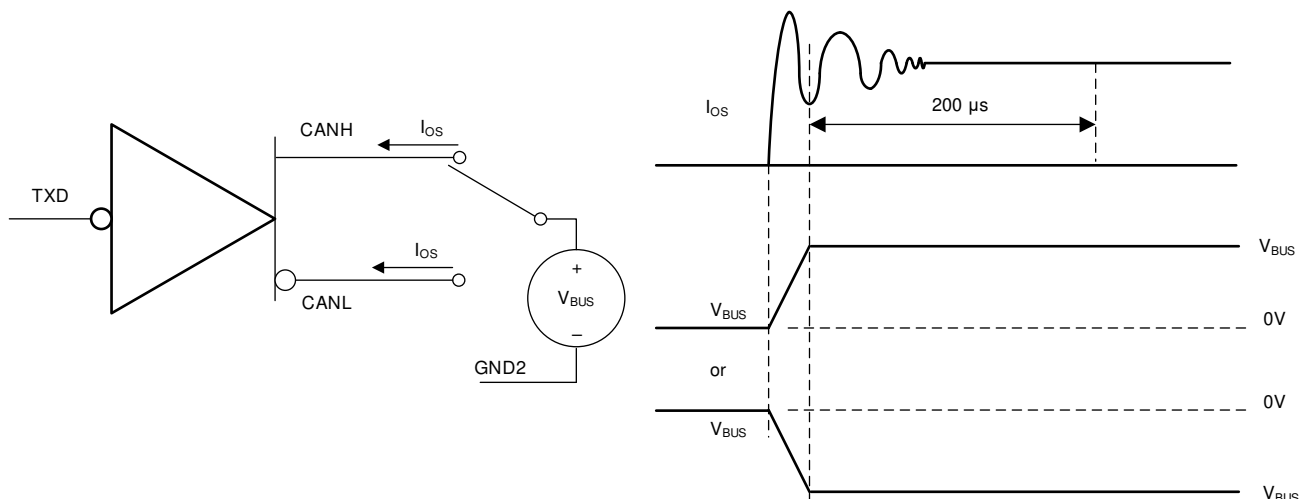 CANH
I_OS
TXD
I_OS
CANL
+
V_BUS
–
GND2
I_OS
200 µs
V_BUS
V_BUS
0V
or
0V
V_BUS
V_BUS